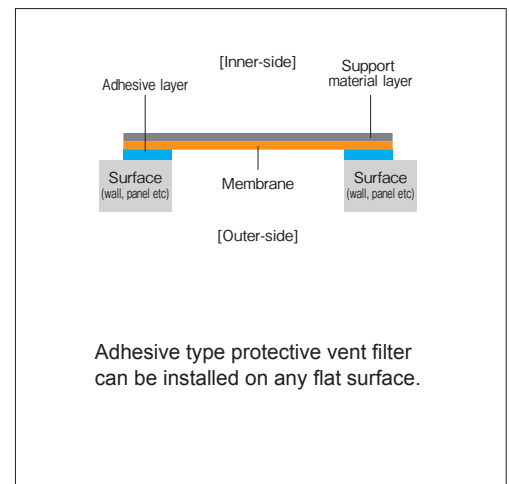 [Inner-side]
Adhesive layer
Support
material layer
Surface
(wall, panel etc)
Membrane
Surface
(wall, panel etc)
[Outer-side]
Adhesive type protective vent filter
can be installed on any flat surface.